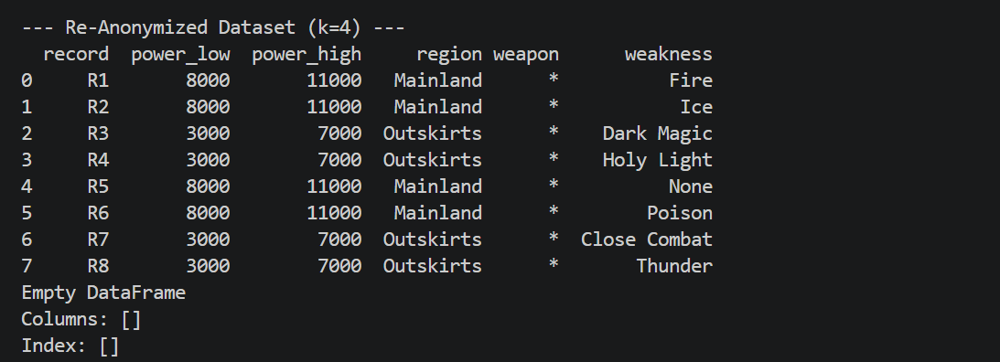 --- Re-Anonymized Dataset (k=4) ---
  record  power_low  power_high     region weapon      weakness
0     R1       8000       11000   Mainland      *          Fire
1     R2       8000       11000   Mainland      *           Ice
2     R3       3000        7000  Outskirts      *    Dark Magic
3     R4       3000        7000  Outskirts      *    Holy Light
4     R5       8000       11000   Mainland      *          None
5     R6       8000       11000   Mainland      *        Poison
6     R7       3000        7000  Outskirts      *  Close Combat
7     R8       3000        7000  Outskirts      *       Thunder
Empty DataFrame
Columns: []
Index: []